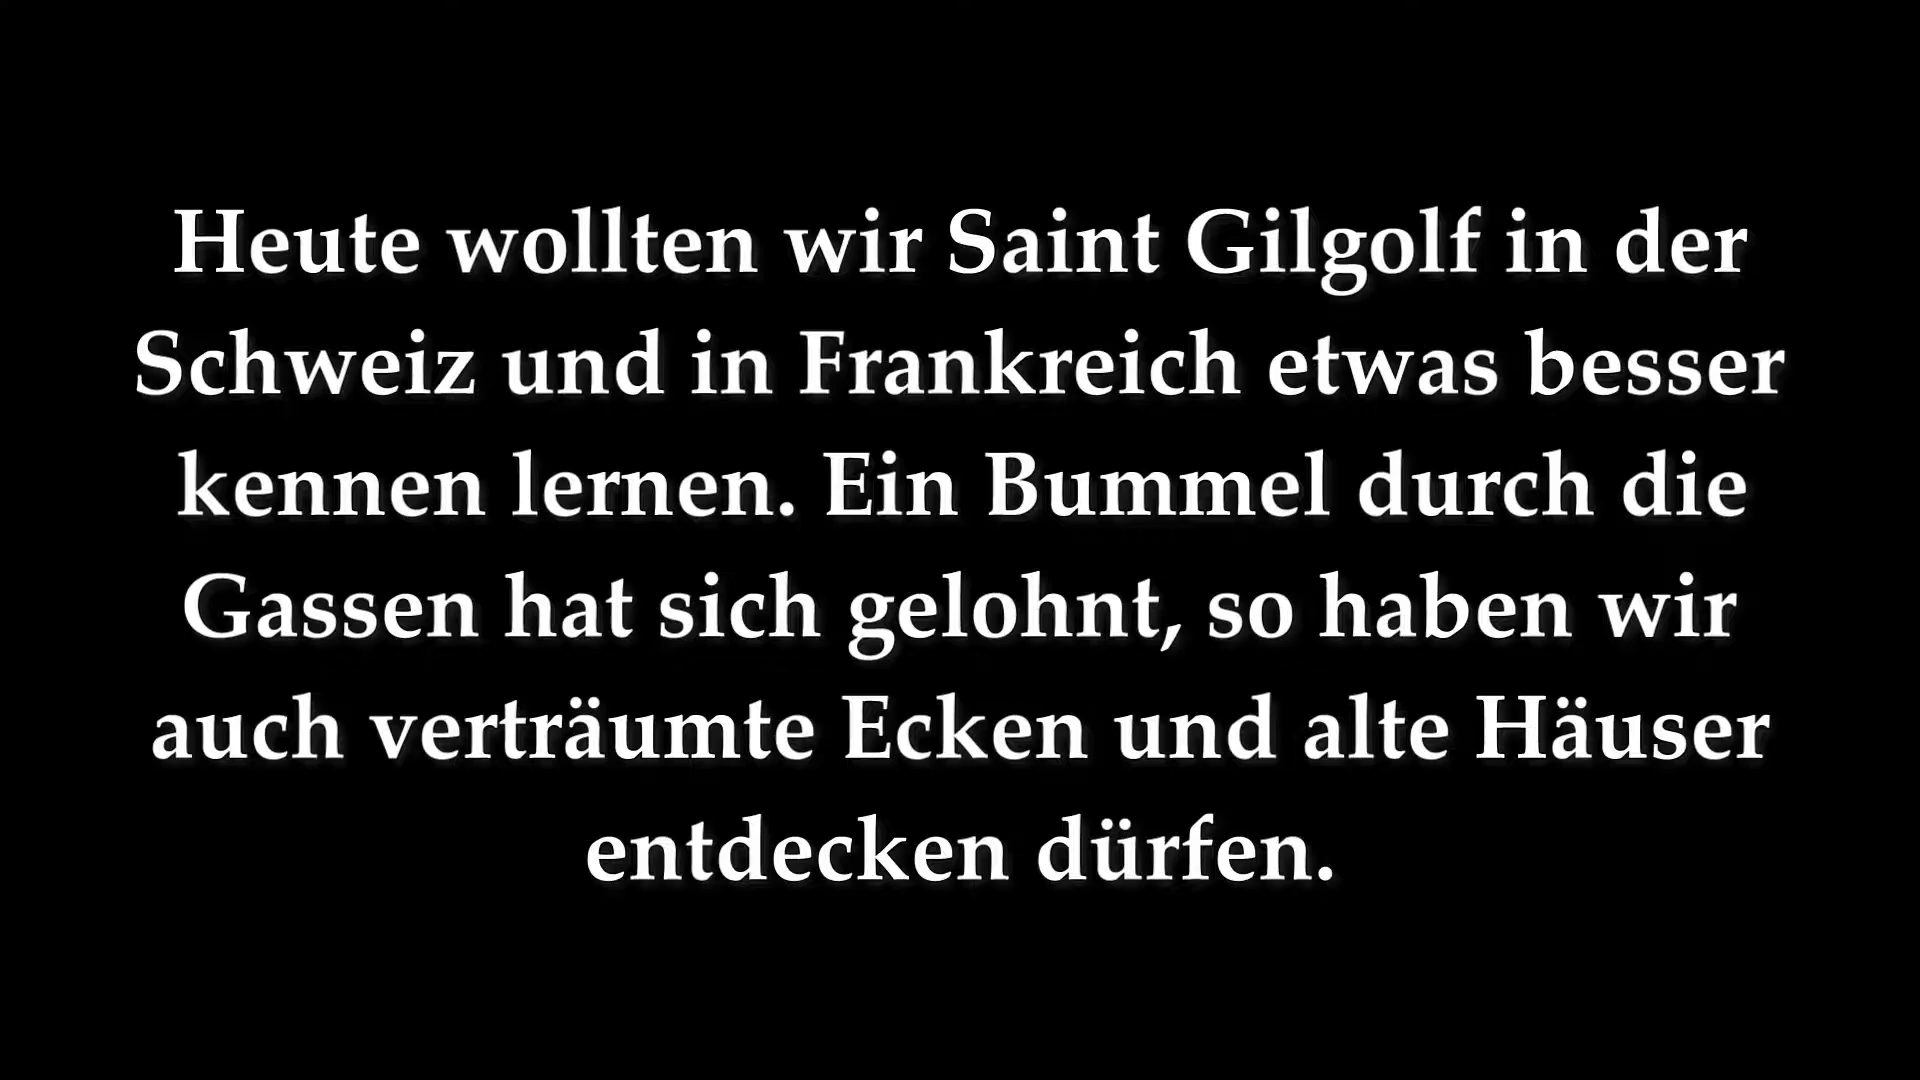 Heute wollten wir Saint Gilgolf in der
Schweiz und in Frankreich etwas besser
kennen lernen. Ein Bummel durch die
Gassen hat sich gelohnt, so haben wir
auch verträumte Ecken und alte Häuser
entdecken dürfen.